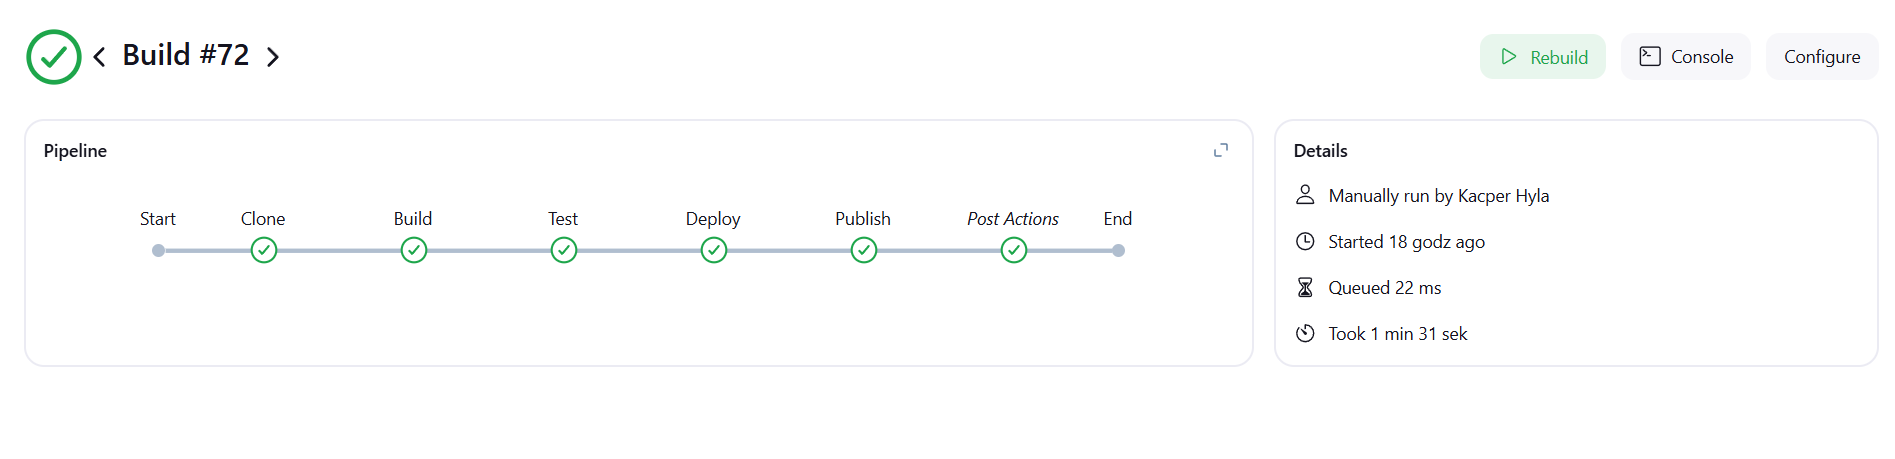 Build #72
Rebuild
Console
Configure
Pipeline
Start
Clone
Build
Test
Deploy
Publish
Post Actions
End
Details
Manually run by Kacper Hyla
Started 18 godz ago
Queued 22 ms
Took 1 min 31 sek